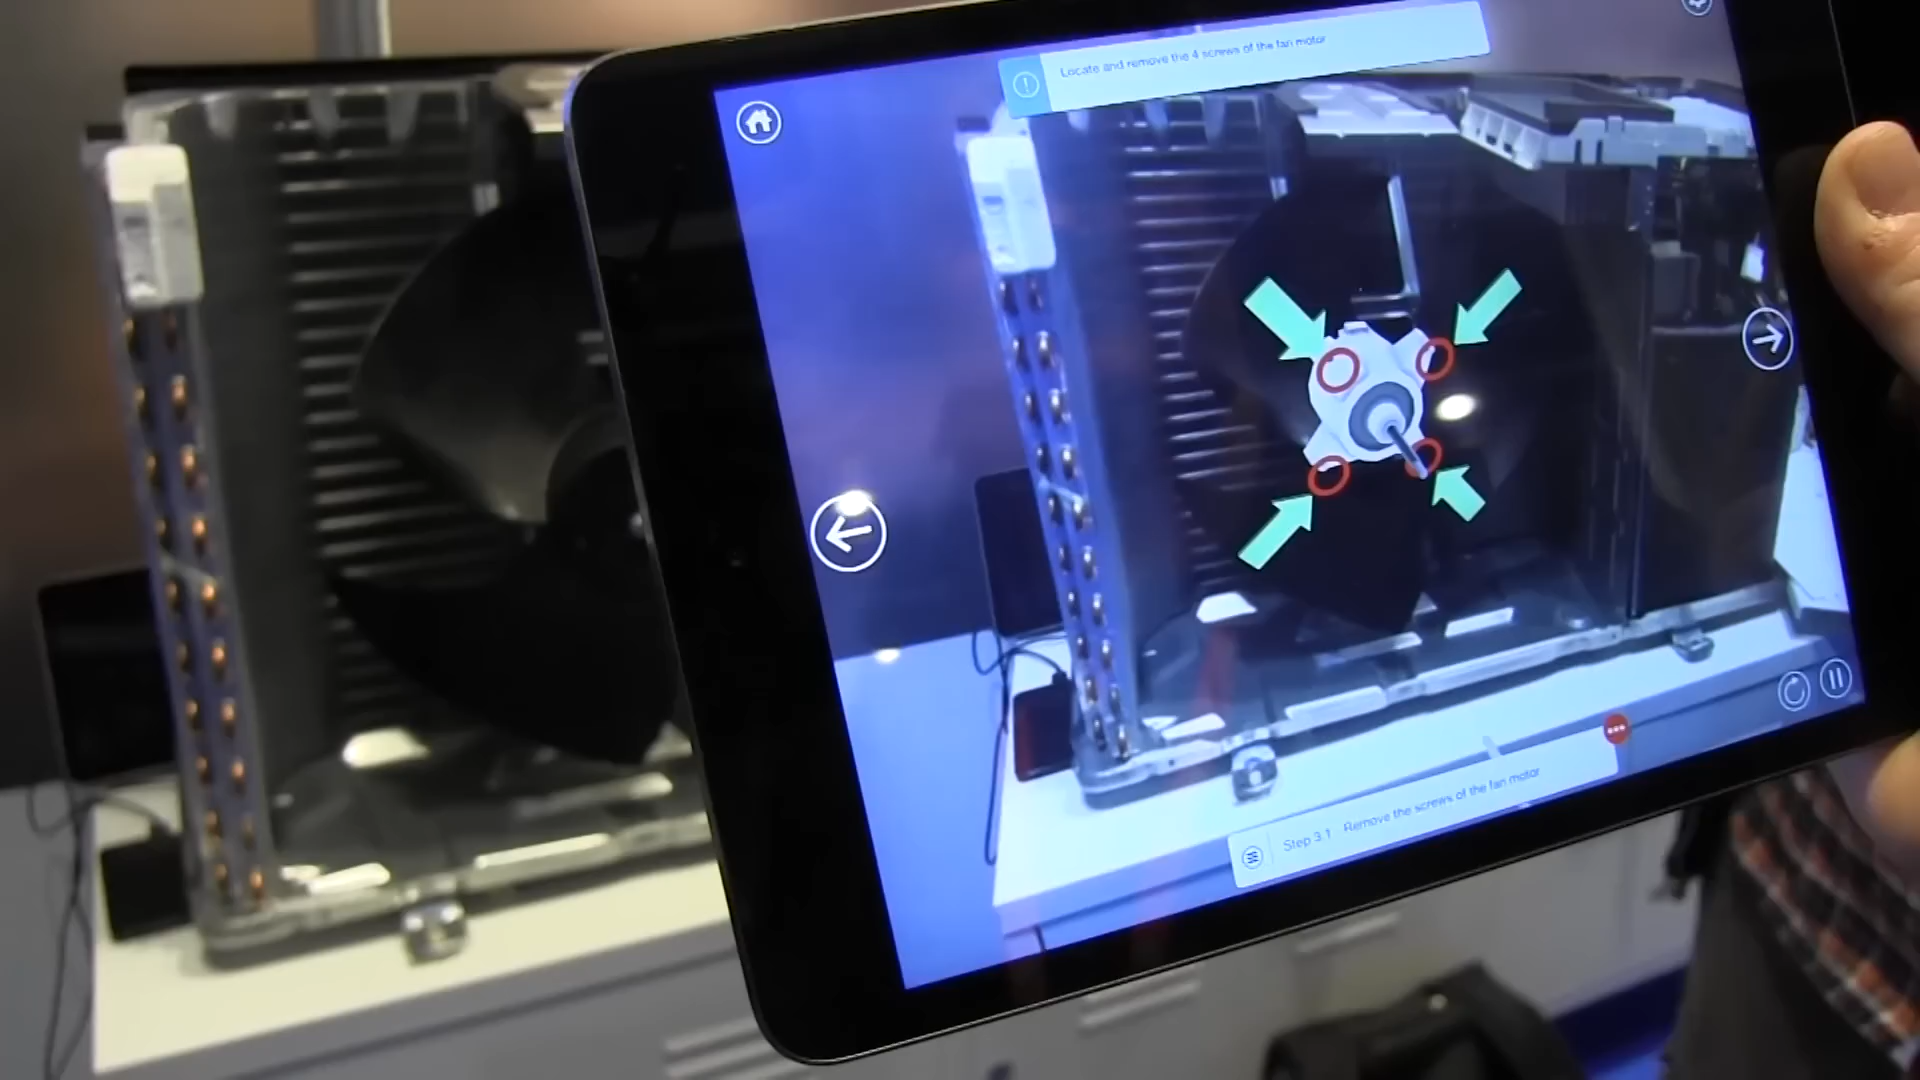 Locate and remove the 4 screws of the fan motor
Step 3.1 Remove the screws of the fan motor